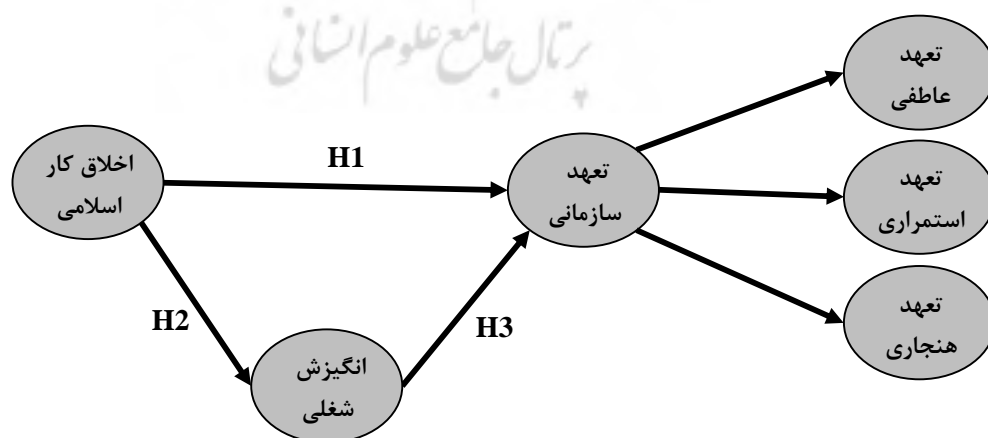 پرتال جامع علوم انسانی
تعهد
عاطفی
اخلاق کار
اسلامی
H1
تعهد
سازمانی
تعهد
استمراری
H2
H3
انگیزش
شغلی
تعهد
هنجاری